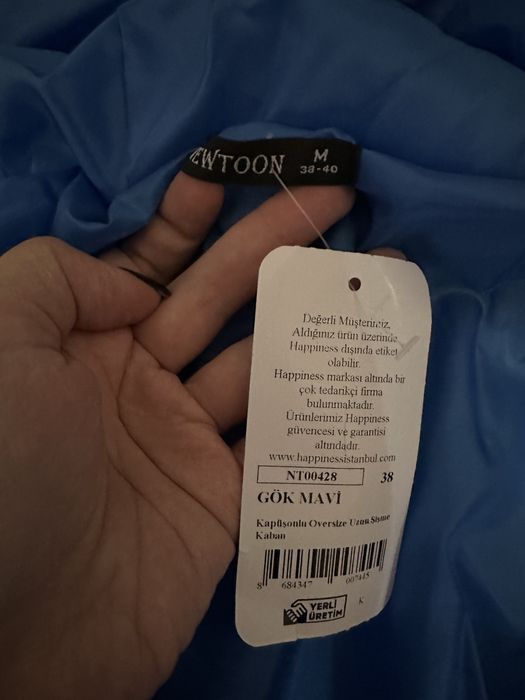 NEWTOON
M
38-40
Değerli Müşterimiz,
Aldığınız ürün üzerinde
Happiness dışında etiket
olabilir.
Happiness markası altında bir
çok tedarikçi firma
bulunmaktadır.
Ürünlerimiz Happiness
güvencesi ve garantisi
altındadır.
www.happinessistanbul.com
NT00428 38
GÖK MAVİ
Kapüşonlu Oversize Uzun Şişme
Kaban
8 684347 007445
YERLİ
ÜRETİM
K